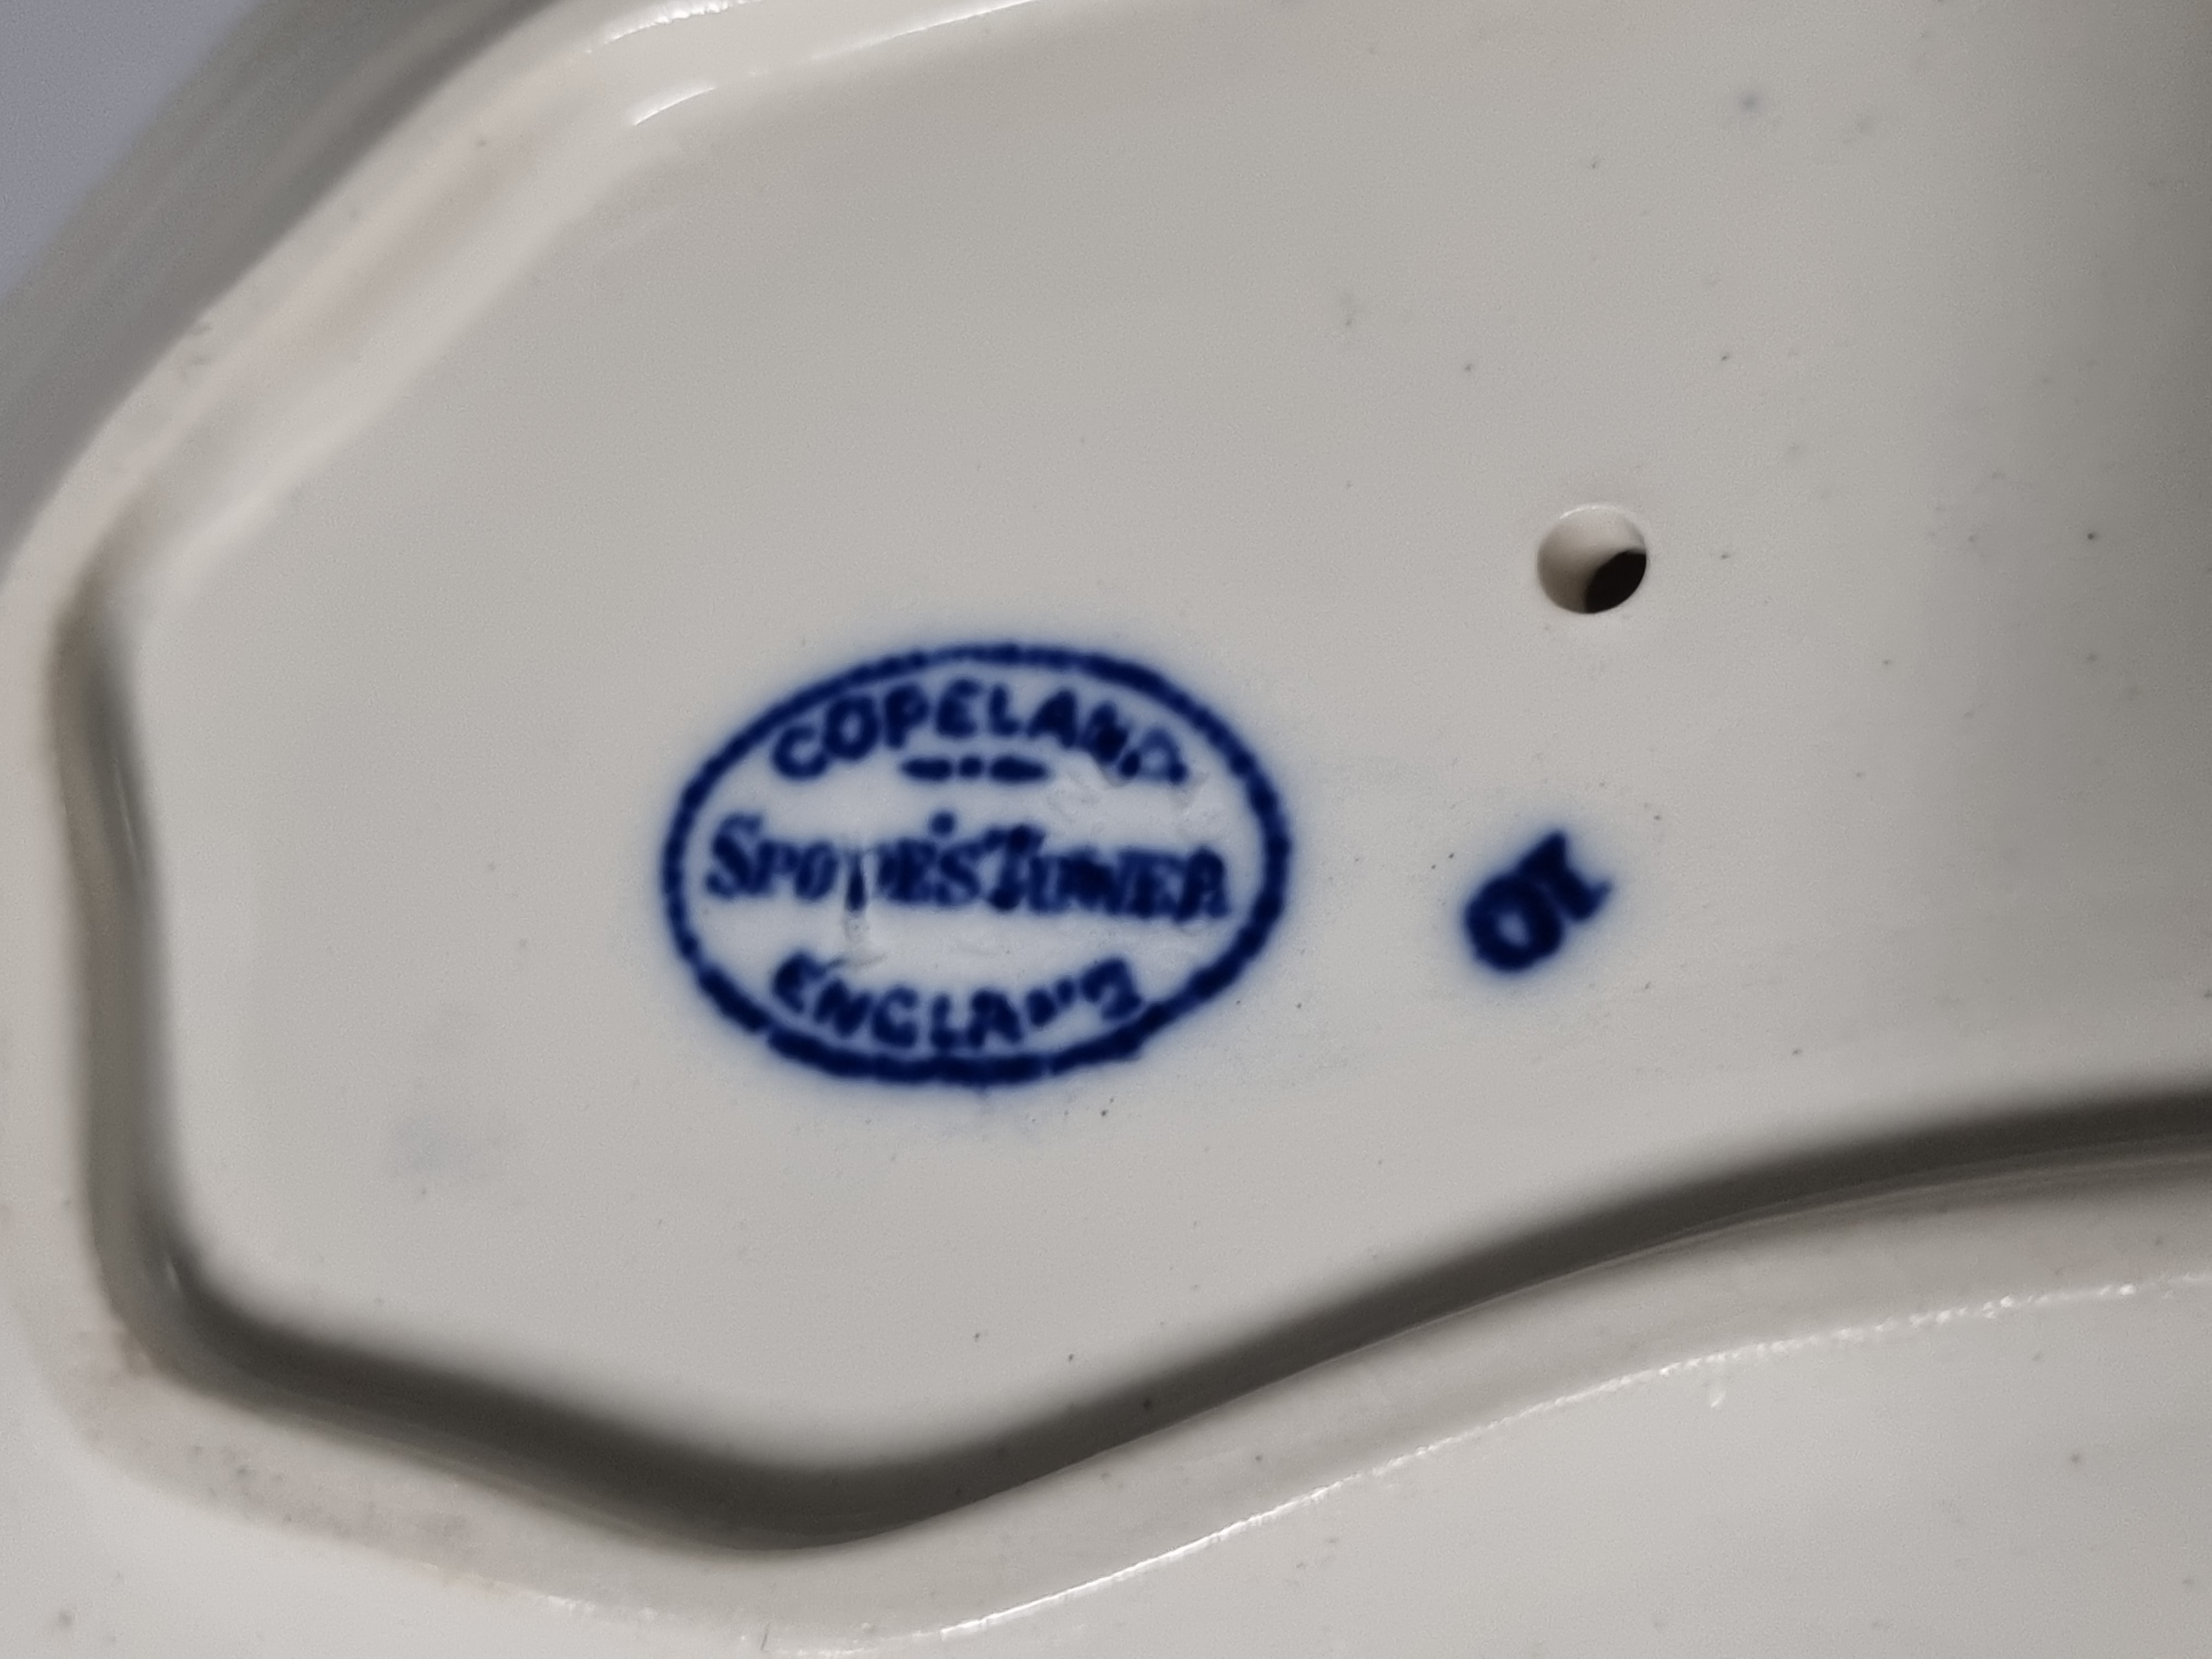 COPELAND
SPODE'S TOWER
ENGLAND